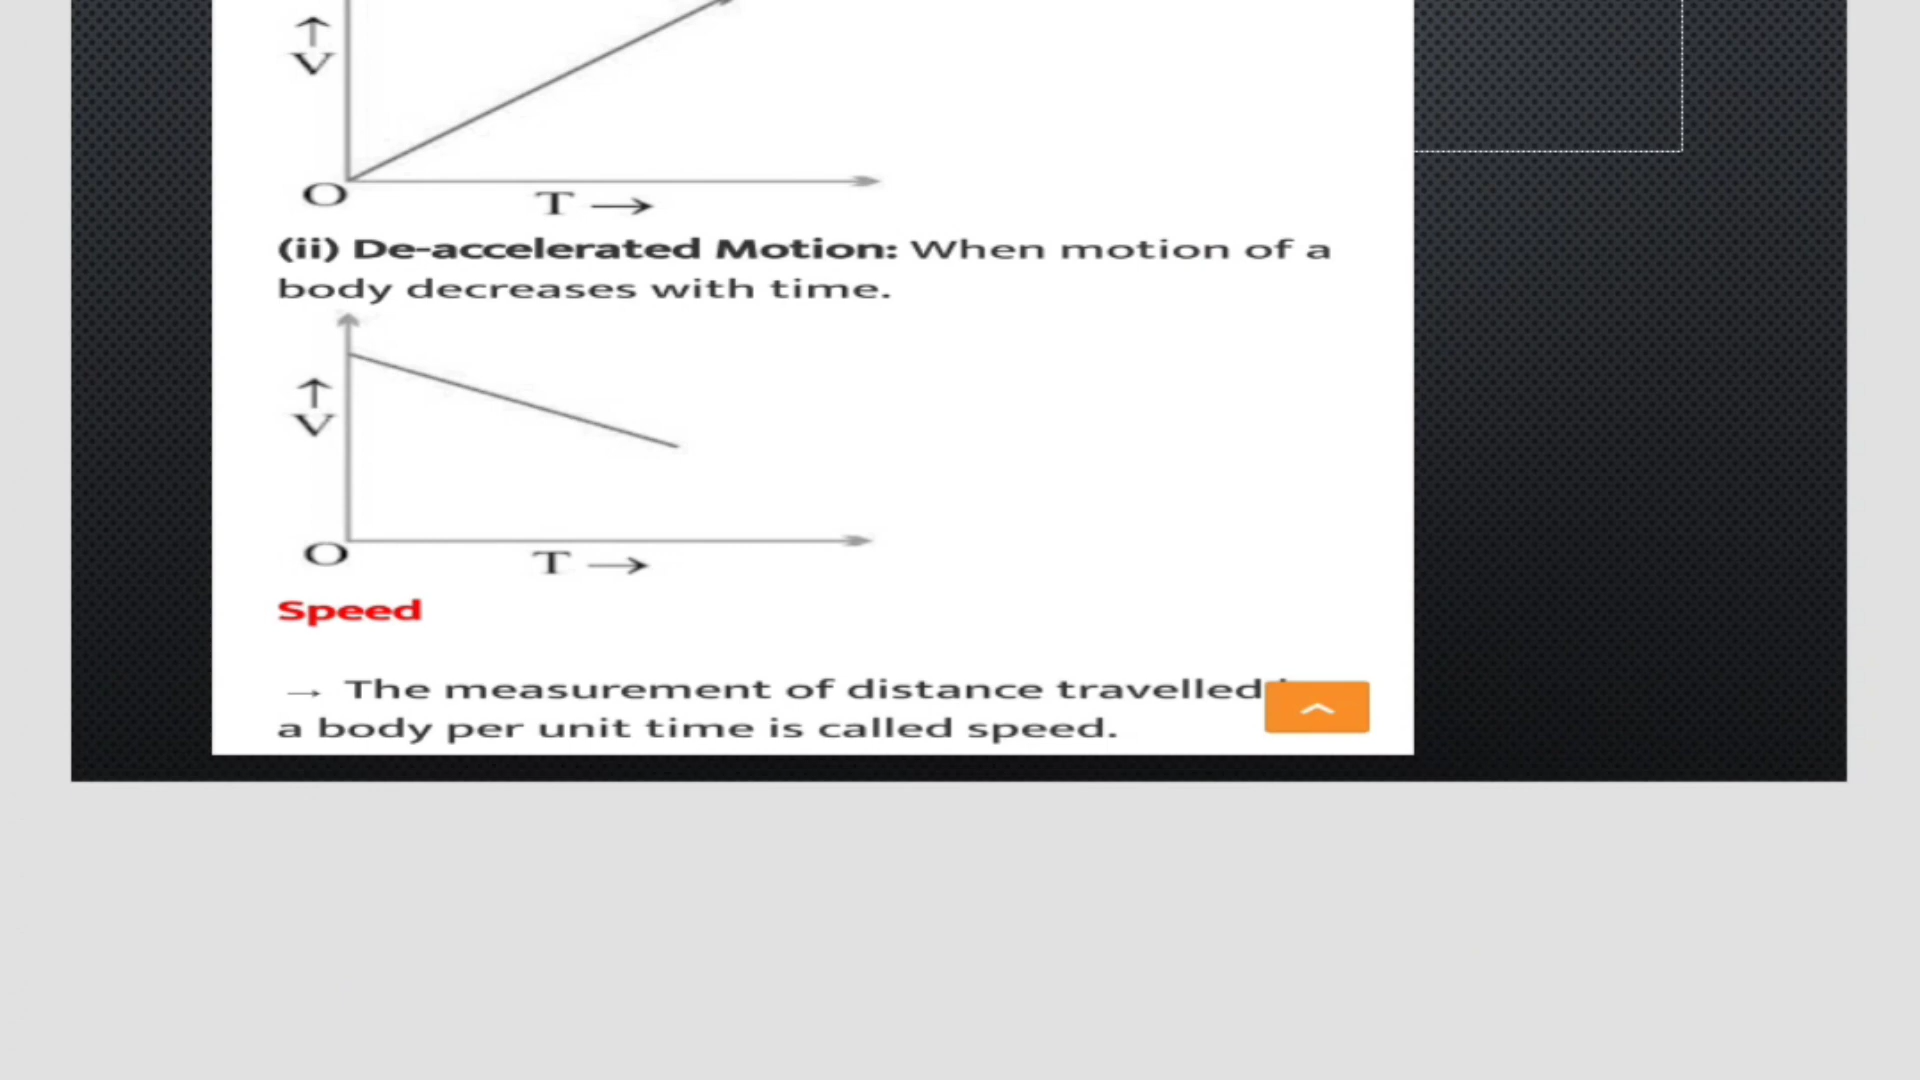 ↑
V
O
T →
(ii) De-accelerated Motion: When motion of a
body decreases with time.
↑
V
O
T →
Speed
→ The measurement of distance travelled
a body per unit time is called speed.